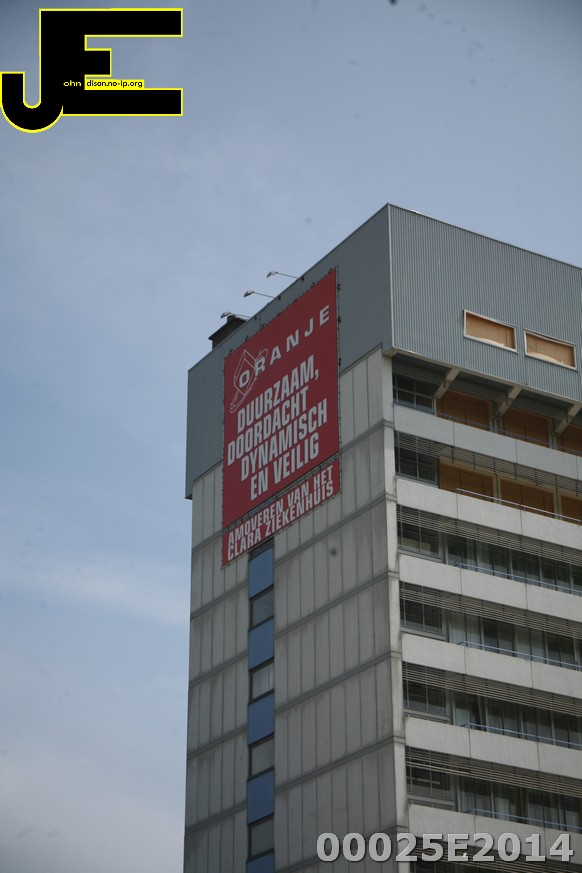 JE
ohn dison.no-ip.org
ORANJE
DUURZAAM,
DOORDACHT
DYNAMISCH
EN VEILIG
AMOVEREN VAN HET
CLARA ZIEKENHUIS
00025E2014